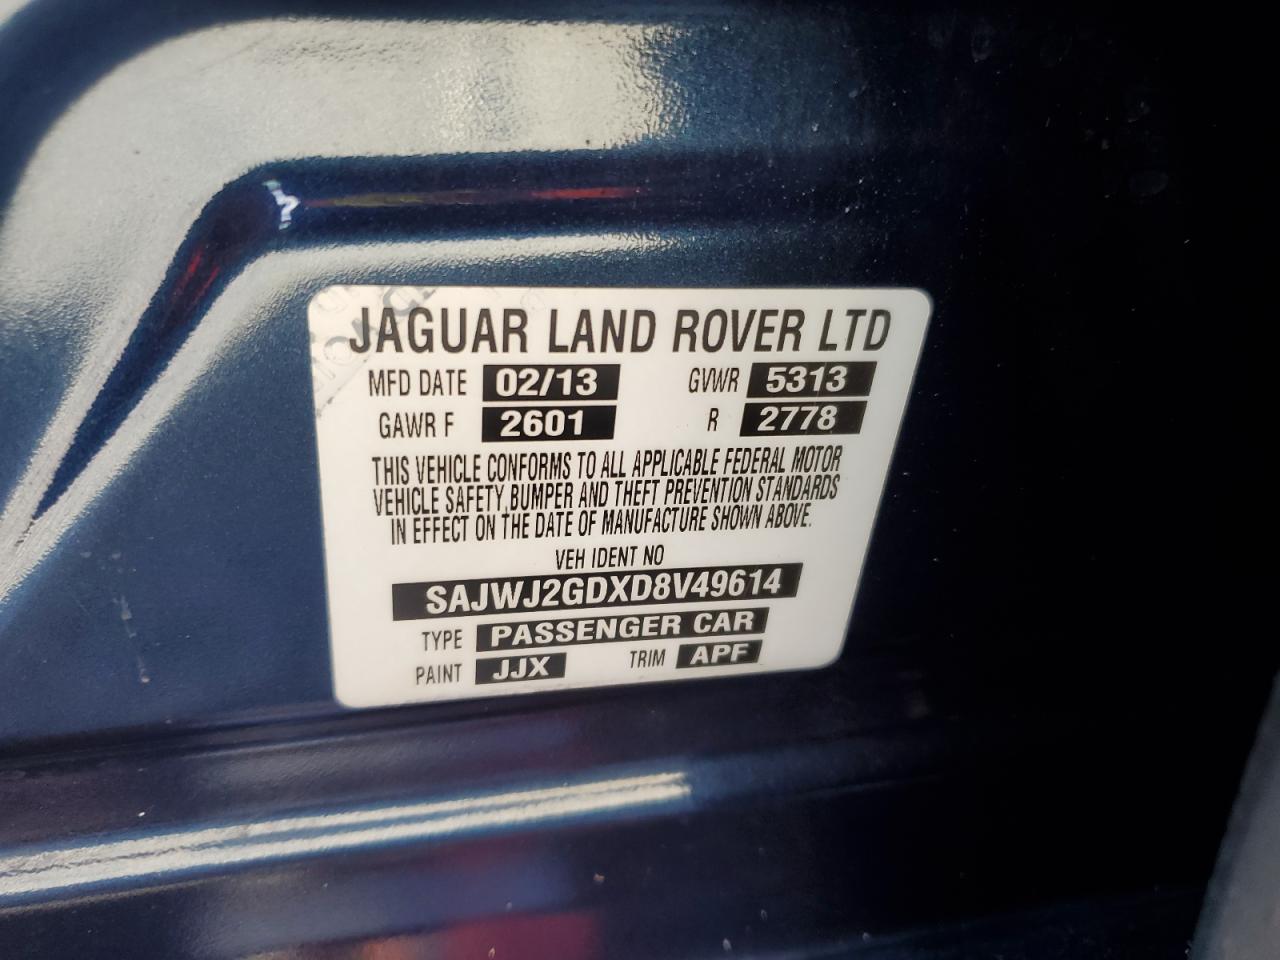 JAGUAR LAND ROVER LTD
MFD DATE 02/13 GVWR 5313
GAWR F 2601 R 2778
THIS VEHICLE CONFORMS TO ALL APPLICABLE FEDERAL MOTOR
VEHICLE SAFETY, BUMPER AND THEFT PREVENTION STANDARDS
IN EFFECT ON THE DATE OF MANUFACTURE SHOWN ABOVE.
VEH IDENT NO
SAJWJ2GDXD8V49614
TYPE PASSENGER CAR
PAINT JJX TRIM APF